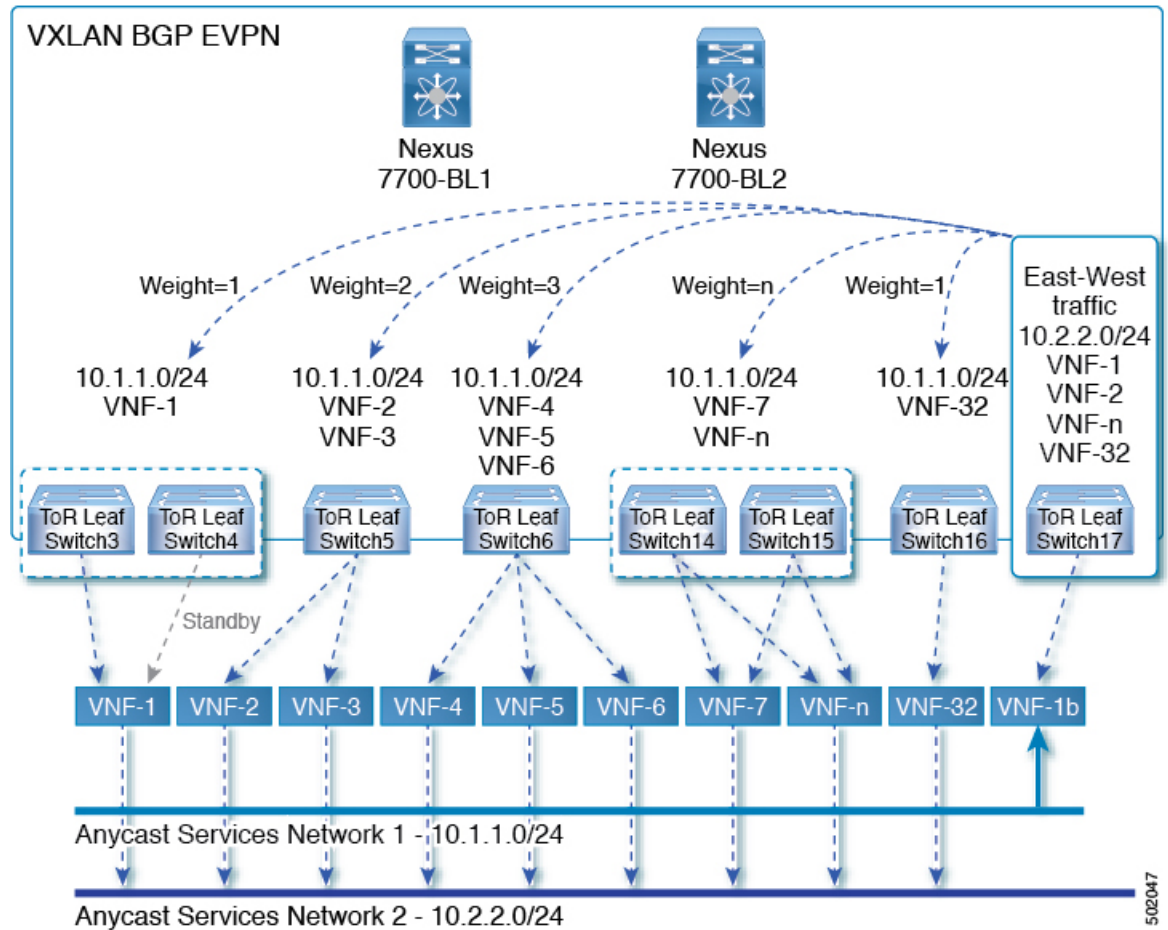 VXLAN BGP EVPN
Nexus
7700-BL1
Nexus
7700-BL2
Weight=1
Weight=2
Weight=3
Weight=n
Weight=1
East-West
traffic
10.2.2.0/24
VNF-1
VNF-2
VNF-n
VNF-32
10.1.1.0/24
VNF-1
10.1.1.0/24
VNF-2
VNF-3
10.1.1.0/24
VNF-4
VNF-5
VNF-6
10.1.1.0/24
VNF-7
VNF-n
10.1.1.0/24
VNF-32
ToR Leaf
Switch3
ToR Leaf
Switch4
ToR Leaf
Switch5
ToR Leaf
Switch6
ToR Leaf
Switch14
ToR Leaf
Switch15
ToR Leaf
Switch16
ToR Leaf
Switch17
Standby
VNF-1
VNF-2
VNF-3
VNF-4
VNF-5
VNF-6
VNF-7
VNF-n
VNF-32
VNF-1b
Anycast Services Network 1 - 10.1.1.0/24
Anycast Services Network 2 - 10.2.2.0/24
502047